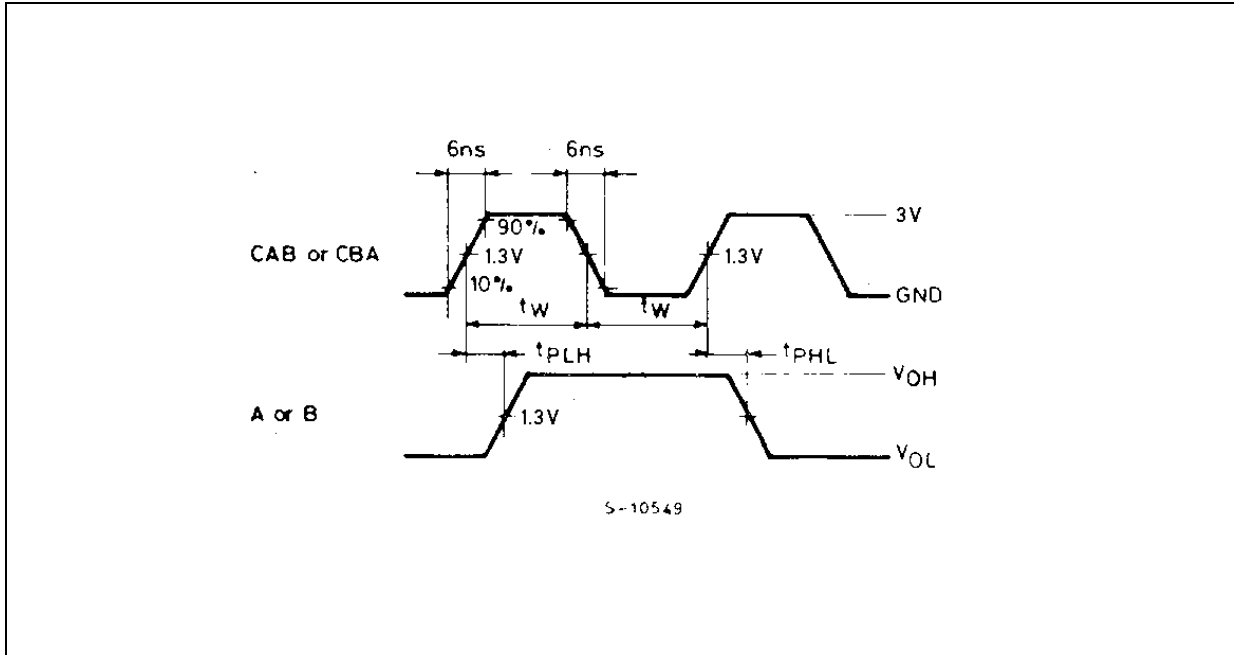 6ns 6ns
3V
90%
CAB or CBA 1.3V 1.3V
10%
GND
tW tW
tPLH tPHL
VOH
A or B 1.3V
VOL
S-10549